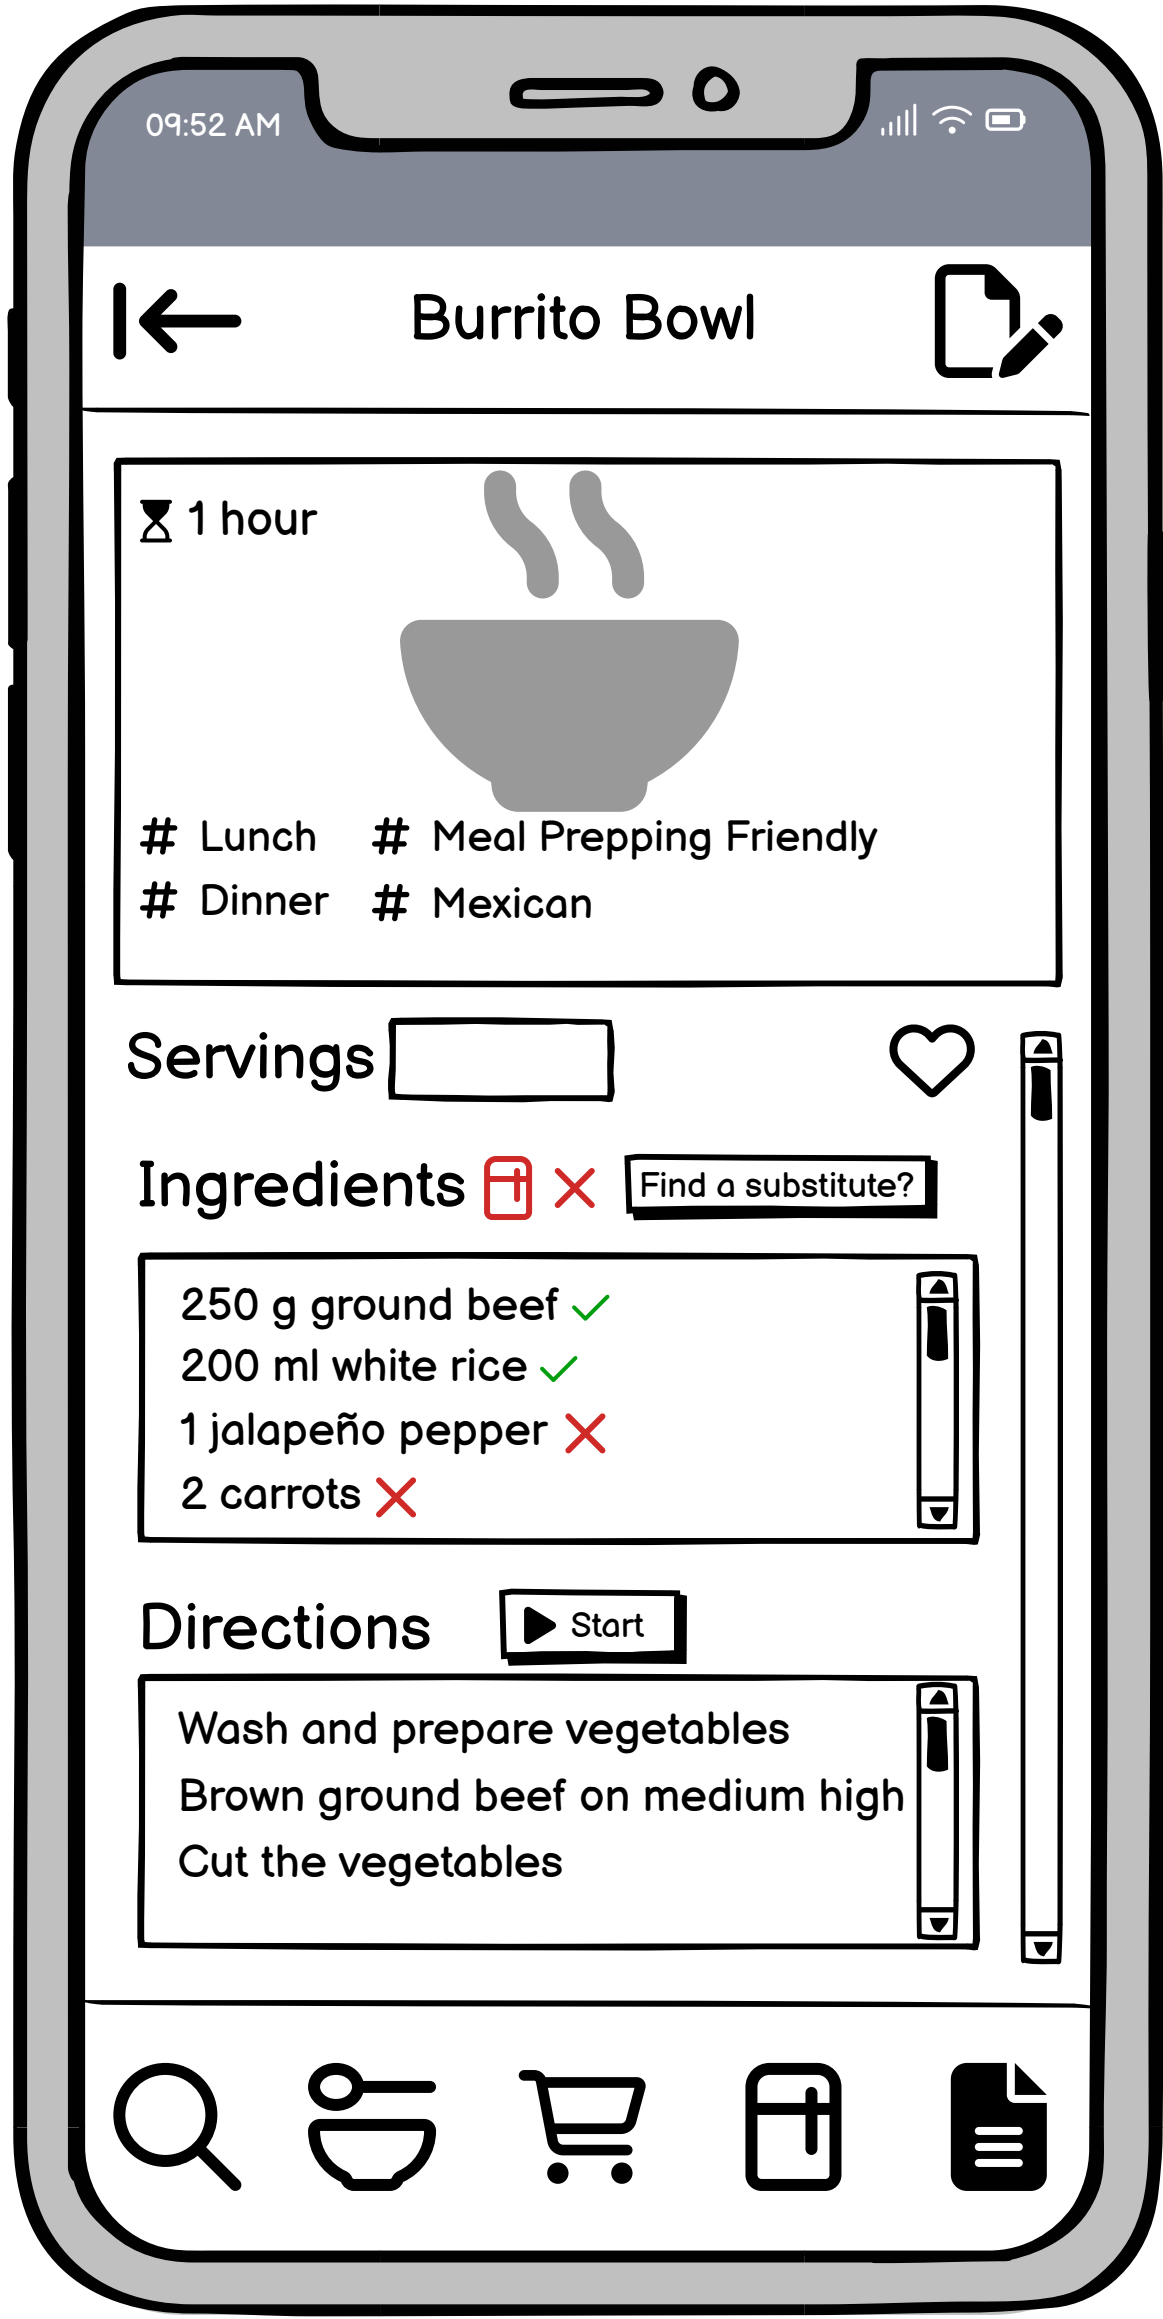 09:52 AM
Burrito Bowl
1 hour
# Lunch # Meal Prepping Friendly
# Dinner # Mexican
Servings
Ingredients Find a substitute?
250 g ground beef
200 ml white rice
1 jalapeño pepper
2 carrots
Directions Start
Wash and prepare vegetables
Brown ground beef on medium high
Cut the vegetables